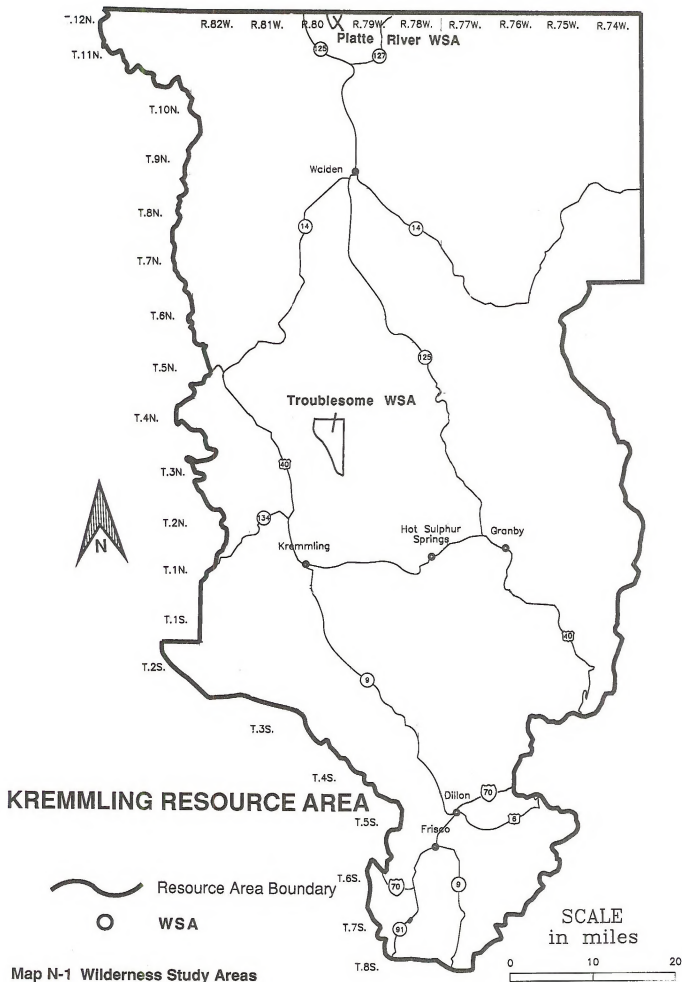 T.12N.
R.82W. R.81W. R.80 R.79W. R.78W. R.77W. R.76W. R.75W. R.74W.
Platte River WSA
125
127
T.11N.
T.10N.
T.9N.
Walden
T.8N.
14
14
T.7N.
T.6N.
125
T.5N.
Troublesome WSA
T.4N.
40
T.3N.
N
134
T.2N.
Kremmling
Hot Sulphur
Springs
Granby
T.1N.
T.1S.
40
T.2S.
9
T.3S.
T.4S.
KREMMLING RESOURCE AREA
Dillon
70
6
T.5S.
Frisco
Resource Area Boundary
T.6S.
70
9
WSA
T.7S.
91
SCALE
in miles
T.8S.
Map N-1 Wilderness Study Areas
0 10 20